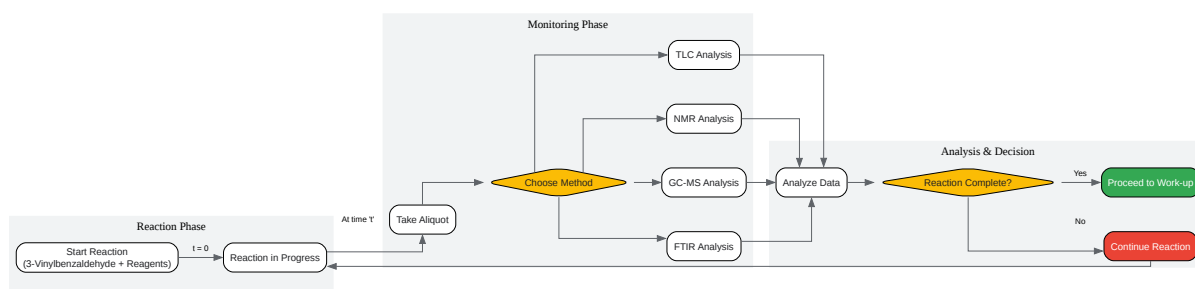 Monitoring Phase
TLC Analysis
NMR Analysis
Analysis & Decision
Choose Method
GC-MS Analysis
Analyze Data
Reaction Complete?
Yes
Proceed to Work-up
Reaction Phase
At time 't'
Take Aliquot
No
Start Reaction
(3-Vinylbenzaldehyde + Reagents)
t = 0
Reaction in Progress
FTIR Analysis
Continue Reaction